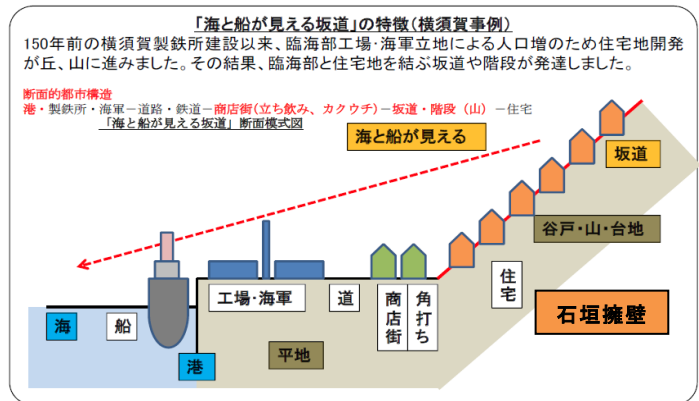 「海と船が見える坂道」の特徴(横須賀事例)
150年前の横須賀製鉄所建設以来、臨海部工場・海軍立地による人口増のため住宅地開発
が丘、山に進みました。その結果、臨海部と住宅地を結ぶ坂道や階段が発達しました。
断面的都市構造
港・製鉄所・海軍－道路・鉄道－商店街(立ち飲み、カクウチ)－坂道・階段（山）－住宅
「海と船が見える坂道」断面模式図
海と船が見える
坂道
谷戸・山・台地
工場・海軍
道
商店街
角打ち
住宅
石垣擁壁
海
船
港
平地